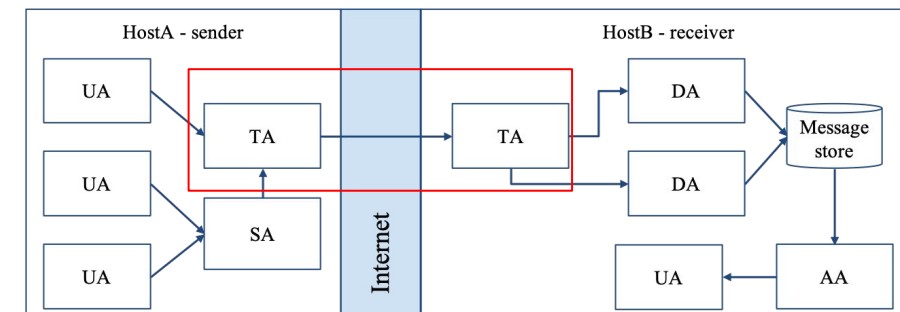 HostA - sender
HostB - receiver
UA
DA
TA
TA
Message
store
UA
DA
SA
Internet
UA
UA
AA